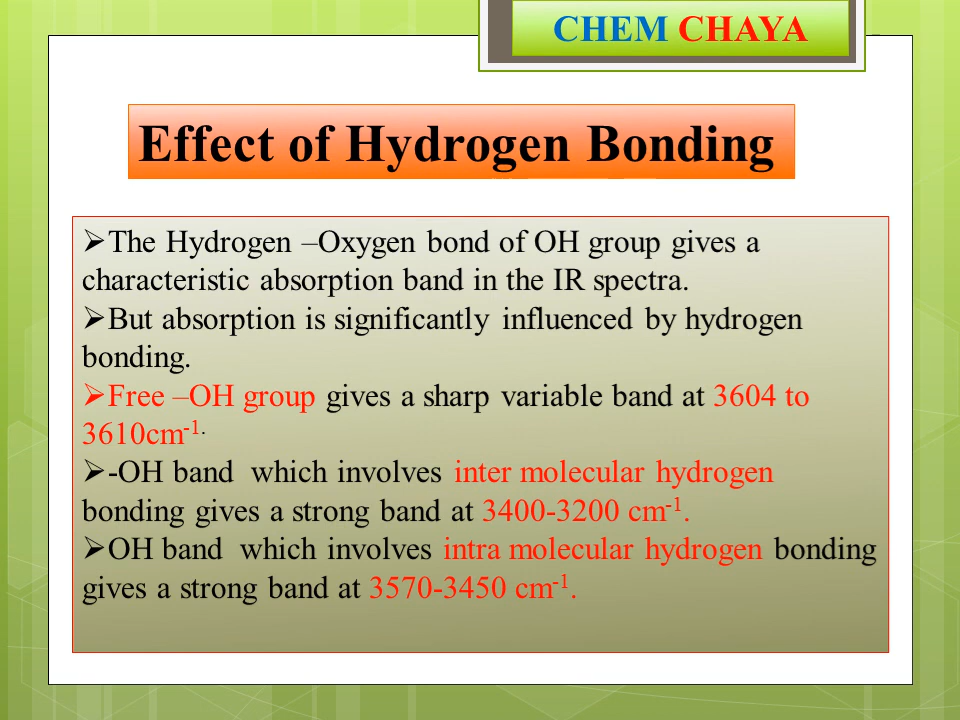 CHEM CHAYA
Effect of Hydrogen Bonding
➢The Hydrogen –Oxygen bond of OH group gives a
characteristic absorption band in the IR spectra.
➢But absorption is significantly influenced by hydrogen
bonding.
➢Free –OH group gives a sharp variable band at 3604 to
3610cm⁻¹.
➢-OH band which involves inter molecular hydrogen
bonding gives a strong band at 3400-3200 cm⁻¹.
➢OH band which involves intra molecular hydrogen bonding
gives a strong band at 3570-3450 cm⁻¹.